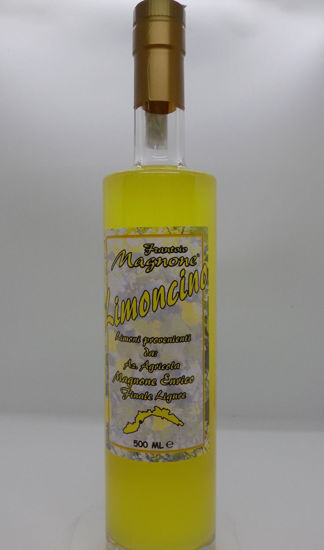 Frantoio
Magnone
Limoncino
Limoni provenienti
da:
Az. Agricola
Magnone Enrico
Finale Ligure
500 ML ℮